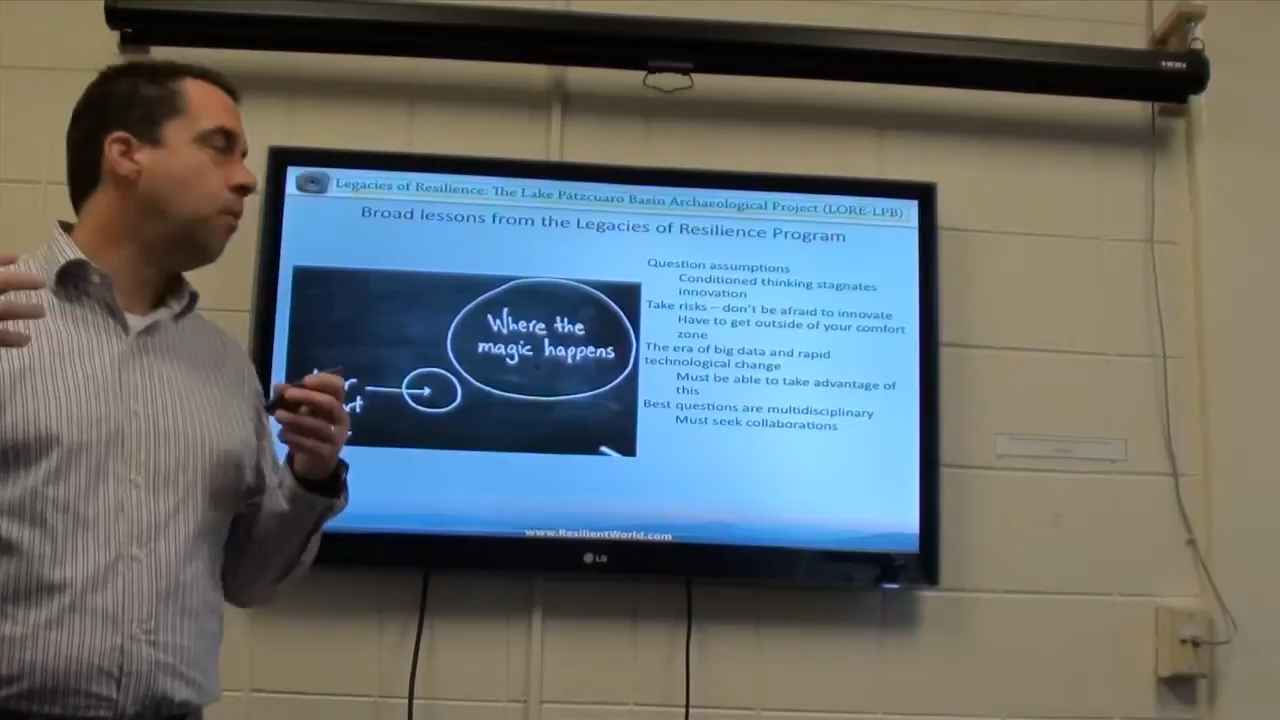 Legacies of Resilience: The Lake Pátzcuaro Basin Archaeological Project (LORE-LPB)
Broad lessons from the Legacies of Resilience Program
Question assumptions
Conditioned thinking stagnates
innovation
Take risks – don't be afraid to innovate
Have to get outside of your comfort
zone
The era of big data and rapid
technological change
Must be able to take advantage of
this
Best questions are multidisciplinary
Must seek collaborations
Where the
magic happens
www.ResilientWorld.com
LG